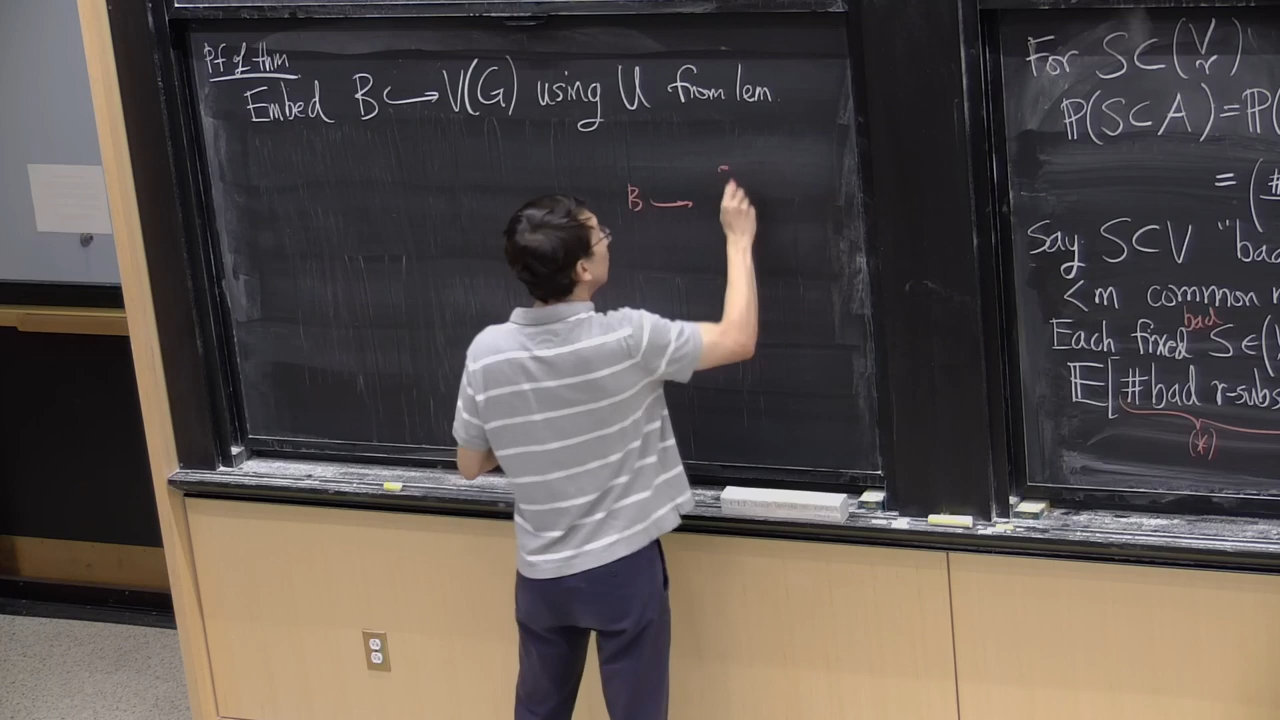 Pf of thm
Embed B ↪ V(G) using U from lem.
B →
For S⊂(V r)
P(S⊂A) = P(
= (#
Say S⊂V "bad
<m common
bad
Each fixed S∈(
E[#bad r-subs
(*)